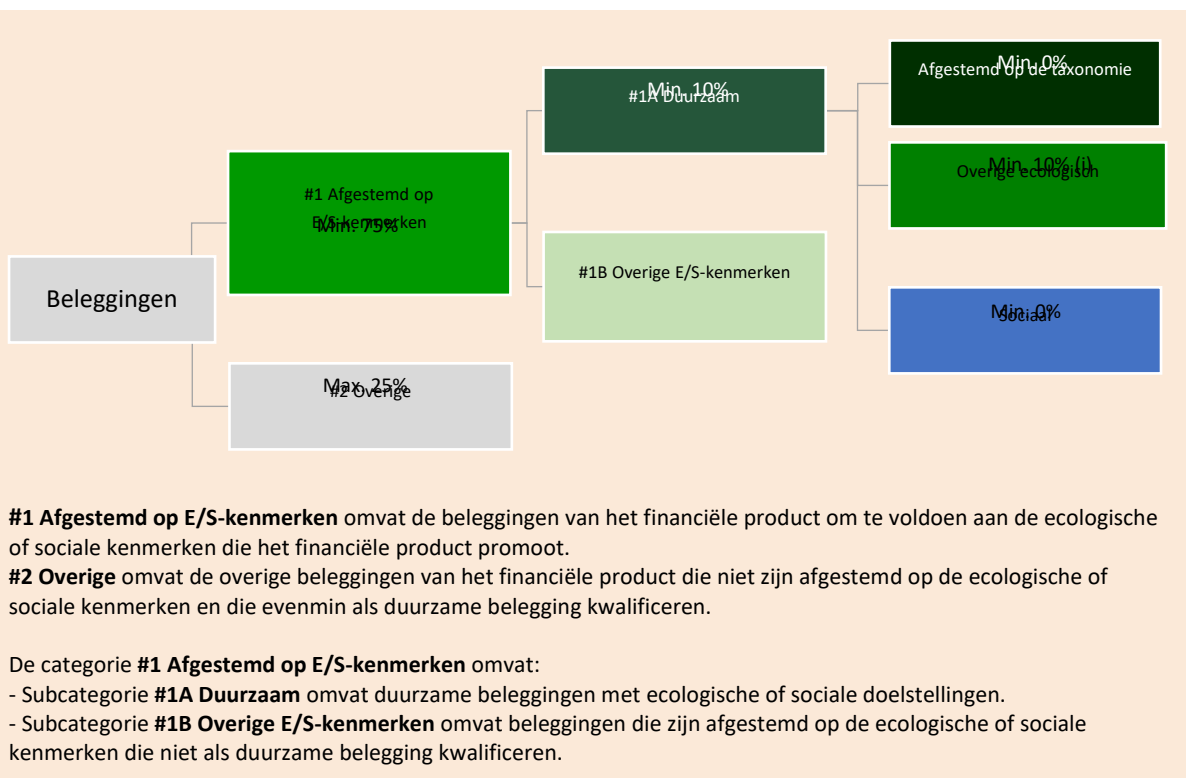 Min. 0%
Afgestemd op de taxonomie
Min. 10%
#1A Duurzaam
Min. 10% (i)
Overige ecologisch
#1 Afgestemd op
E/S-kenmerken
Min. 75%
#1B Overige E/S-kenmerken
Beleggingen
Min. 0%
Sociaal
Max. 25%
#2 Overige
#1 Afgestemd op E/S-kenmerken omvat de beleggingen van het financiële product om te voldoen aan de ecologische
of sociale kenmerken die het financiële product promoot.
#2 Overige omvat de overige beleggingen van het financiële product die niet zijn afgestemd op de ecologische of
sociale kenmerken en die evenmin als duurzame belegging kwalificeren.
De categorie #1 Afgestemd op E/S-kenmerken omvat:
- Subcategorie #1A Duurzaam omvat duurzame beleggingen met ecologische of sociale doelstellingen.
- Subcategorie #1B Overige E/S-kenmerken omvat beleggingen die zijn afgestemd op de ecologische of sociale
kenmerken die niet als duurzame belegging kwalificeren.